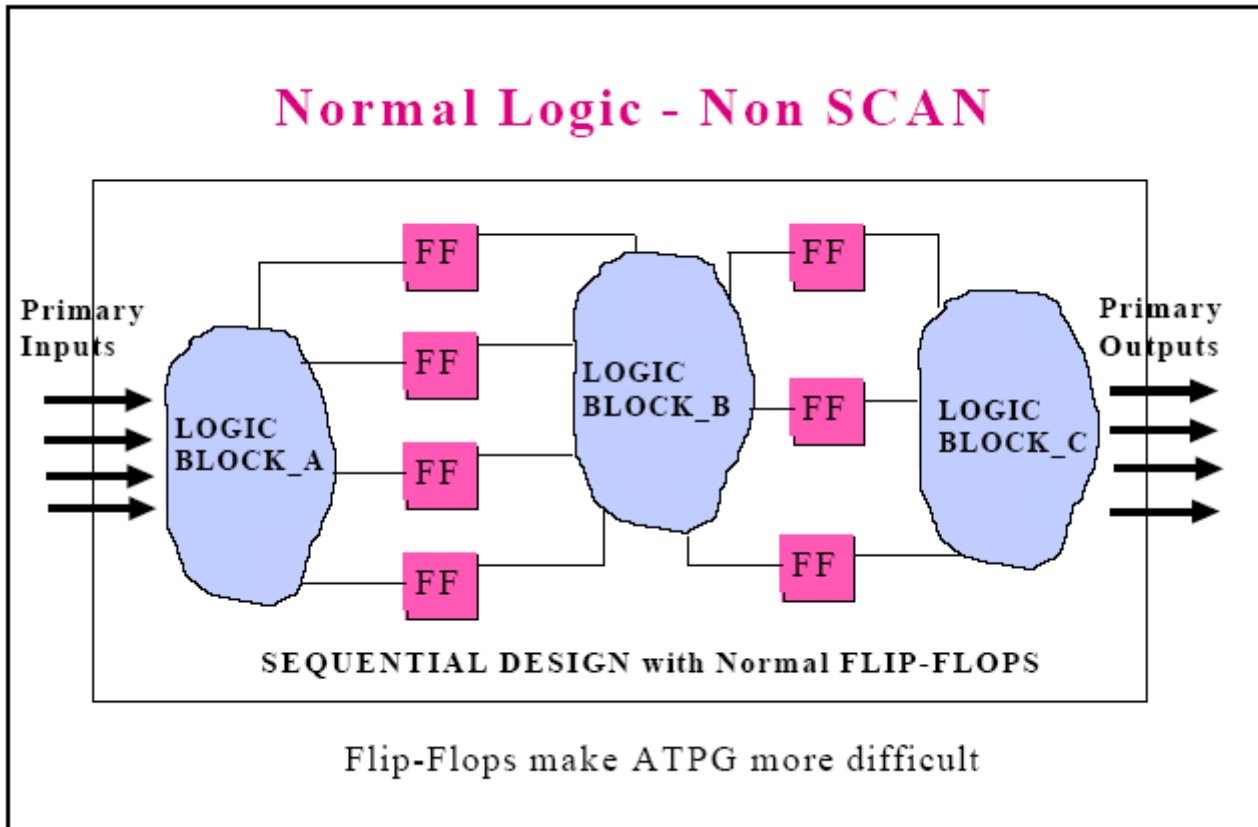 Normal Logic - Non SCAN
Primary
Inputs
LOGIC
BLOCK_A
FF
FF
FF
FF
LOGIC
BLOCK_B
FF
FF
FF
LOGIC
BLOCK_C
Primary
Outputs
SEQUENTIAL DESIGN with Normal FLIP-FLOPS
Flip-Flops make ATPG more difficult